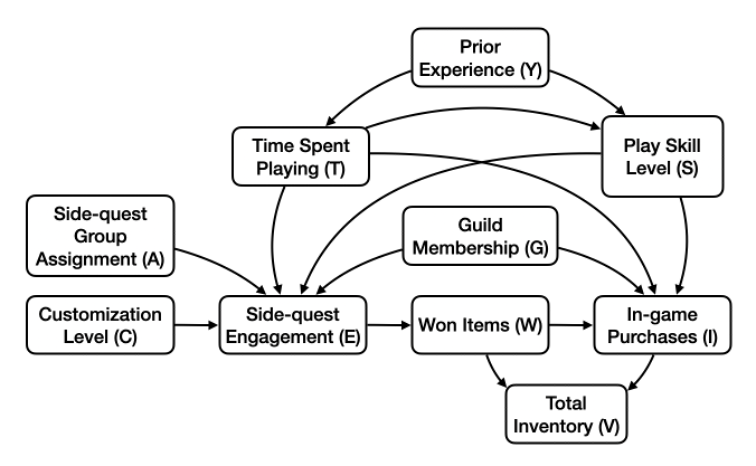 Prior
Experience (Y)
Time Spent
Playing (T)
Play Skill
Level (S)
Side-quest
Group
Assignment (A)
Guild
Membership (G)
Customization
Level (C)
Side-quest
Engagement (E)
Won Items (W)
In-game
Purchases (I)
Total
Inventory (V)